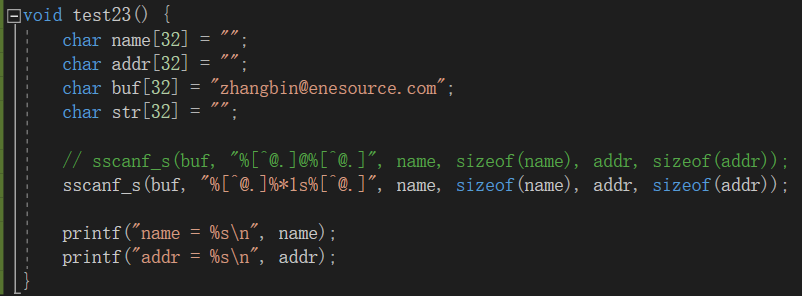 void test23() {
char name[32] = "";
char addr[32] = "";
char buf[32] = "zhangbin@enesource.com";
char str[32] = "";
// sscanf_s(buf, "%[^@.]@%[^@.]", name, sizeof(name), addr, sizeof(addr));
sscanf_s(buf, "%[^@.]%*1s%[^@.]", name, sizeof(name), addr, sizeof(addr));
printf("name = %s\n", name);
printf("addr = %s\n", addr);
}